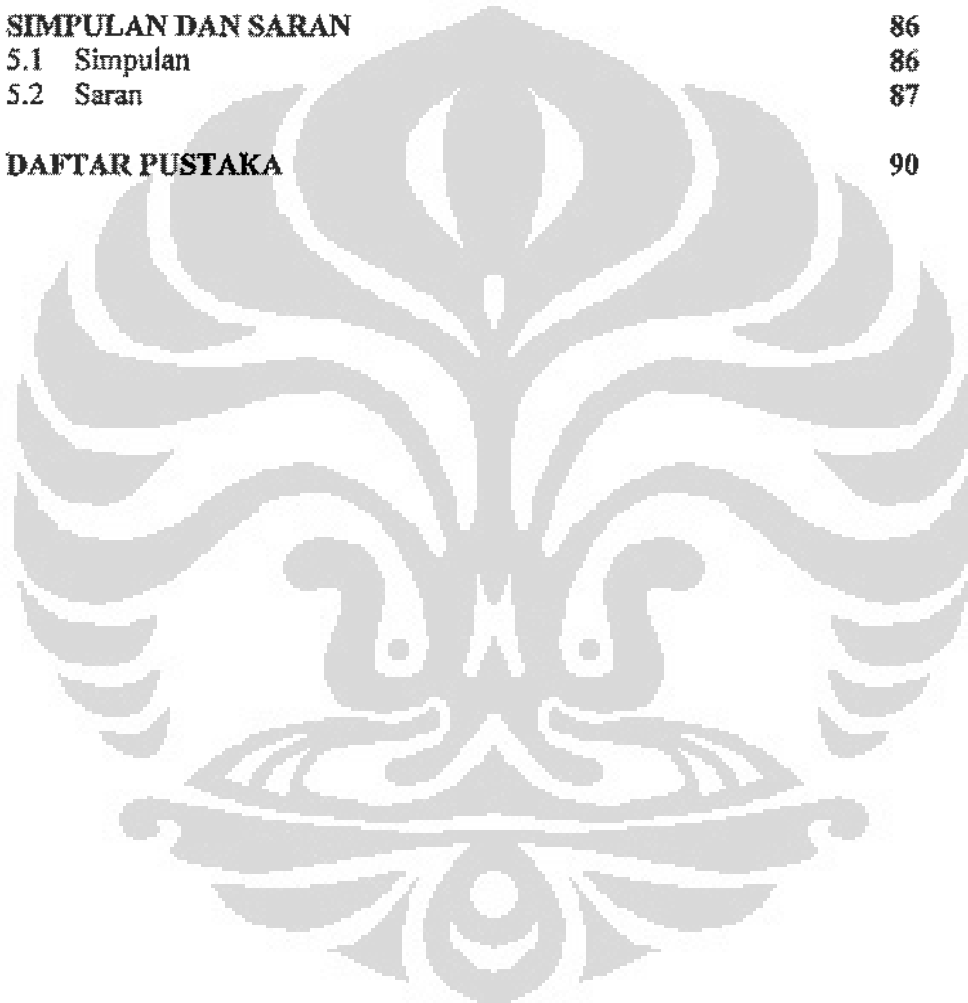 SIMPULAN DAN SARAN 86
5.1 Simpulan 86
5.2 Saran 87
DAFTAR PUSTAKA 90